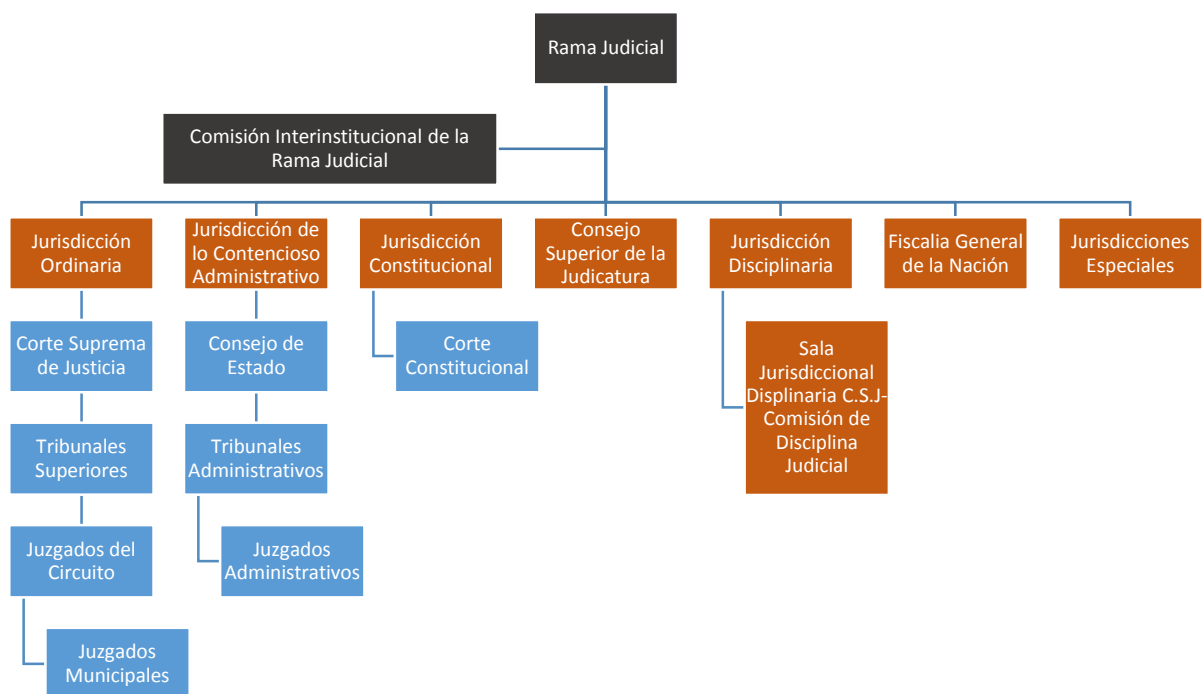 Rama Judicial
Comisión Interinstitucional de la
Rama Judicial
Jurisdicción
Ordinaria
Jurisdicción de
lo Contencioso
Administrativo
Jurisdicción
Constitucional
Consejo
Superior de la
Judicatura
Jurisdicción
Disciplinaria
Fiscalia General
de la Nación
Jurisdicciones
Especiales
Corte Suprema
de Justicia
Consejo de
Estado
Corte
Constitucional
Sala
Jurisdiccional
Displinaria C.S.J-
Comisión de
Disciplina
Judicial
Tribunales
Superiores
Tribunales
Administrativos
Juzgados del
Circuito
Juzgados
Administrativos
Juzgados
Municipales